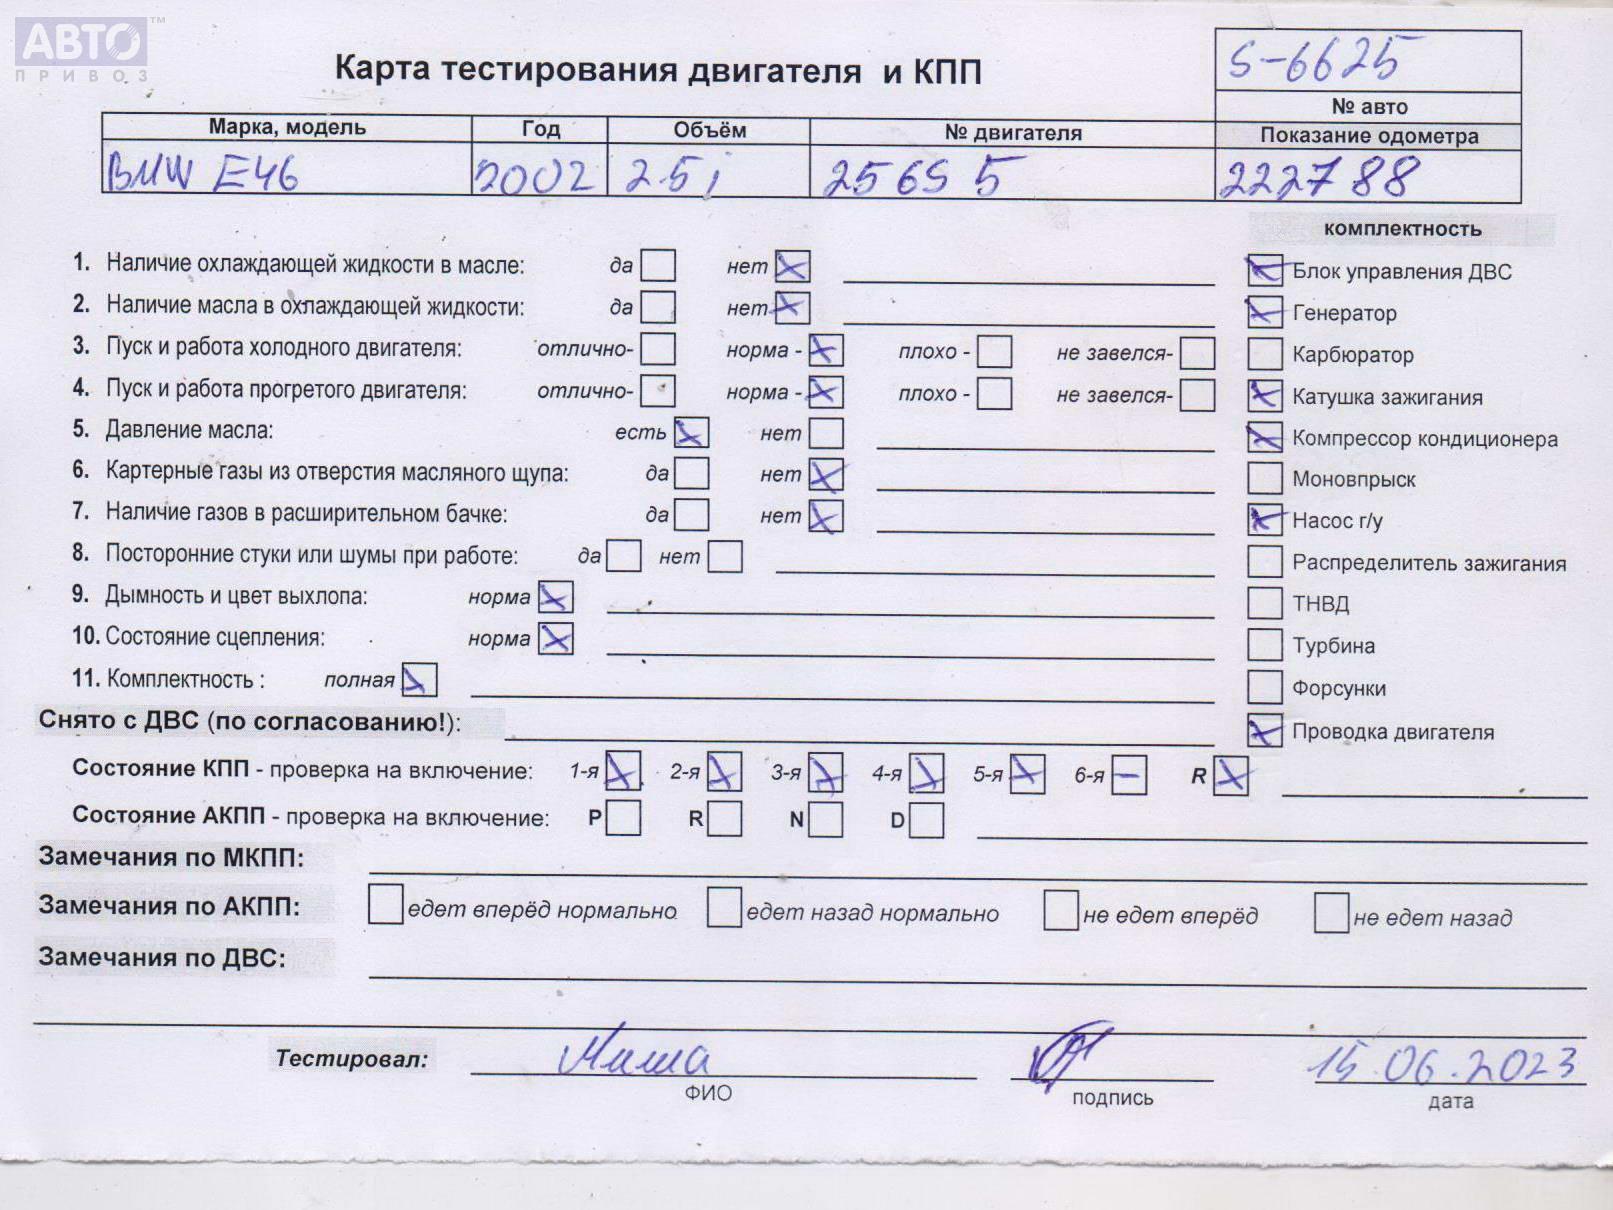 АВТО ™
ПРИВОЗ
Карта тестирования двигателя и КПП
S-6625
№ авто
Марка, модель Год Объём № двигателя Показание одометра
BMW E46 2002 2.5i 256S 5 222788
комплектность
1. Наличие охлаждающей жидкости в масле: да нет Блок управления ДВС
2. Наличие масла в охлаждающей жидкости: да нет Генератор
3. Пуск и работа холодного двигателя: отлично- норма - плохо - не завелся- Карбюратор
4. Пуск и работа прогретого двигателя: отлично- норма - плохо - не завелся- Катушка зажигания
5. Давление масла: есть нет Компрессор кондиционера
6. Картерные газы из отверстия масляного щупа: да нет Моновпрыск
7. Наличие газов в расширительном бачке: да нет Насос г/у
8. Посторонние стуки или шумы при работе: да нет Распределитель зажигания
9. Дымность и цвет выхлопа: норма ТНВД
10. Состояние сцепления: норма Турбина
11. Комплектность : полная Форсунки
Снято с ДВС (по согласованию!): Проводка двигателя
Состояние КПП - проверка на включение: 1-я 2-я 3-я 4-я 5-я 6-я R
Состояние АКПП - проверка на включение: P R N D
Замечания по МКПП:
Замечания по АКПП: едет вперёд нормально едет назад нормально не едет вперёд не едет назад
Замечания по ДВС:
Тестировал: Миша 15.06.2023
ФИО подпись дата